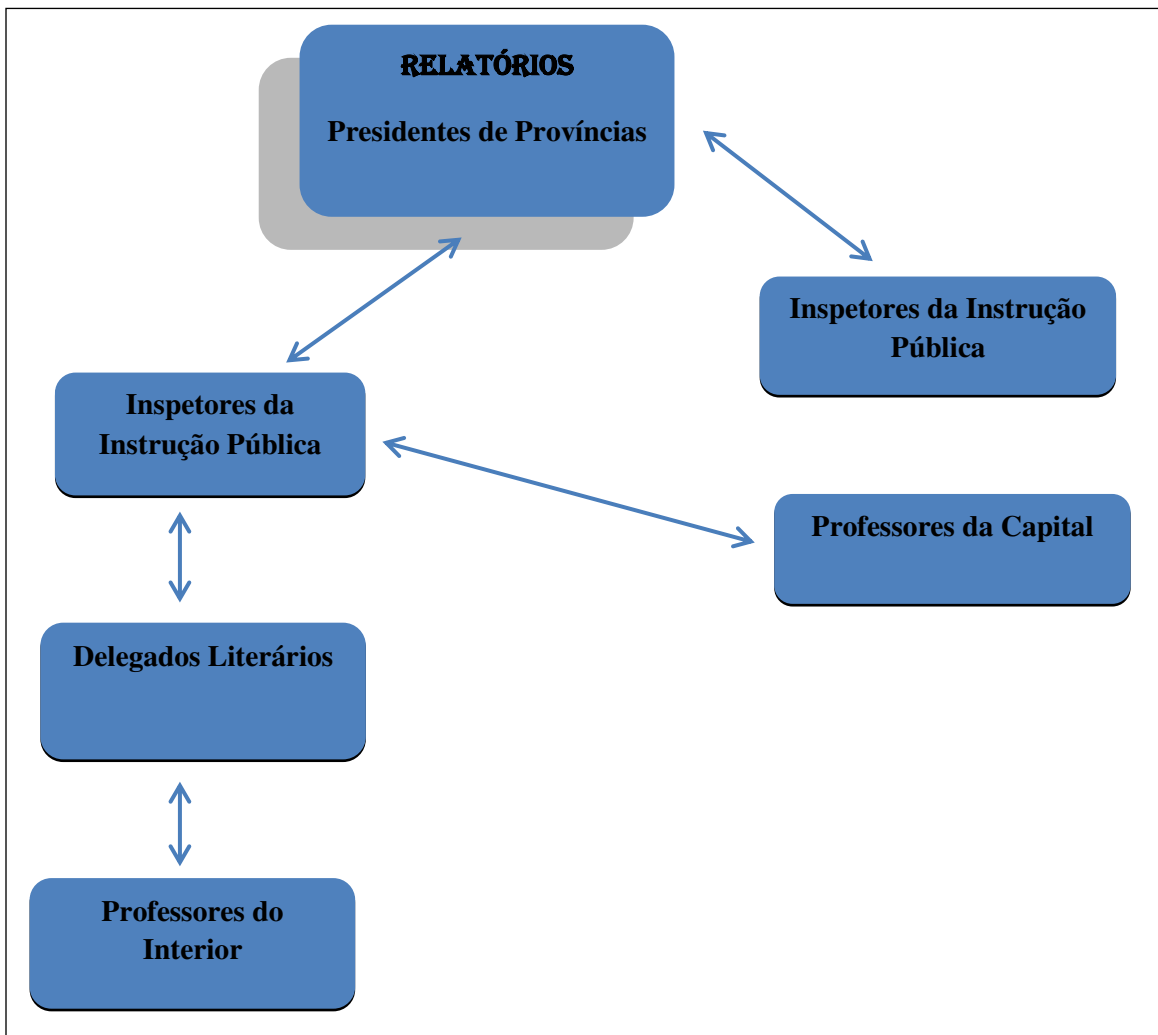 RELATÓRIOS
Presidentes de Províncias
Inspetores da Instrução
Pública
Inspetores da
Instrução Pública
Professores da Capital
Delegados Literários
Professores do
Interior